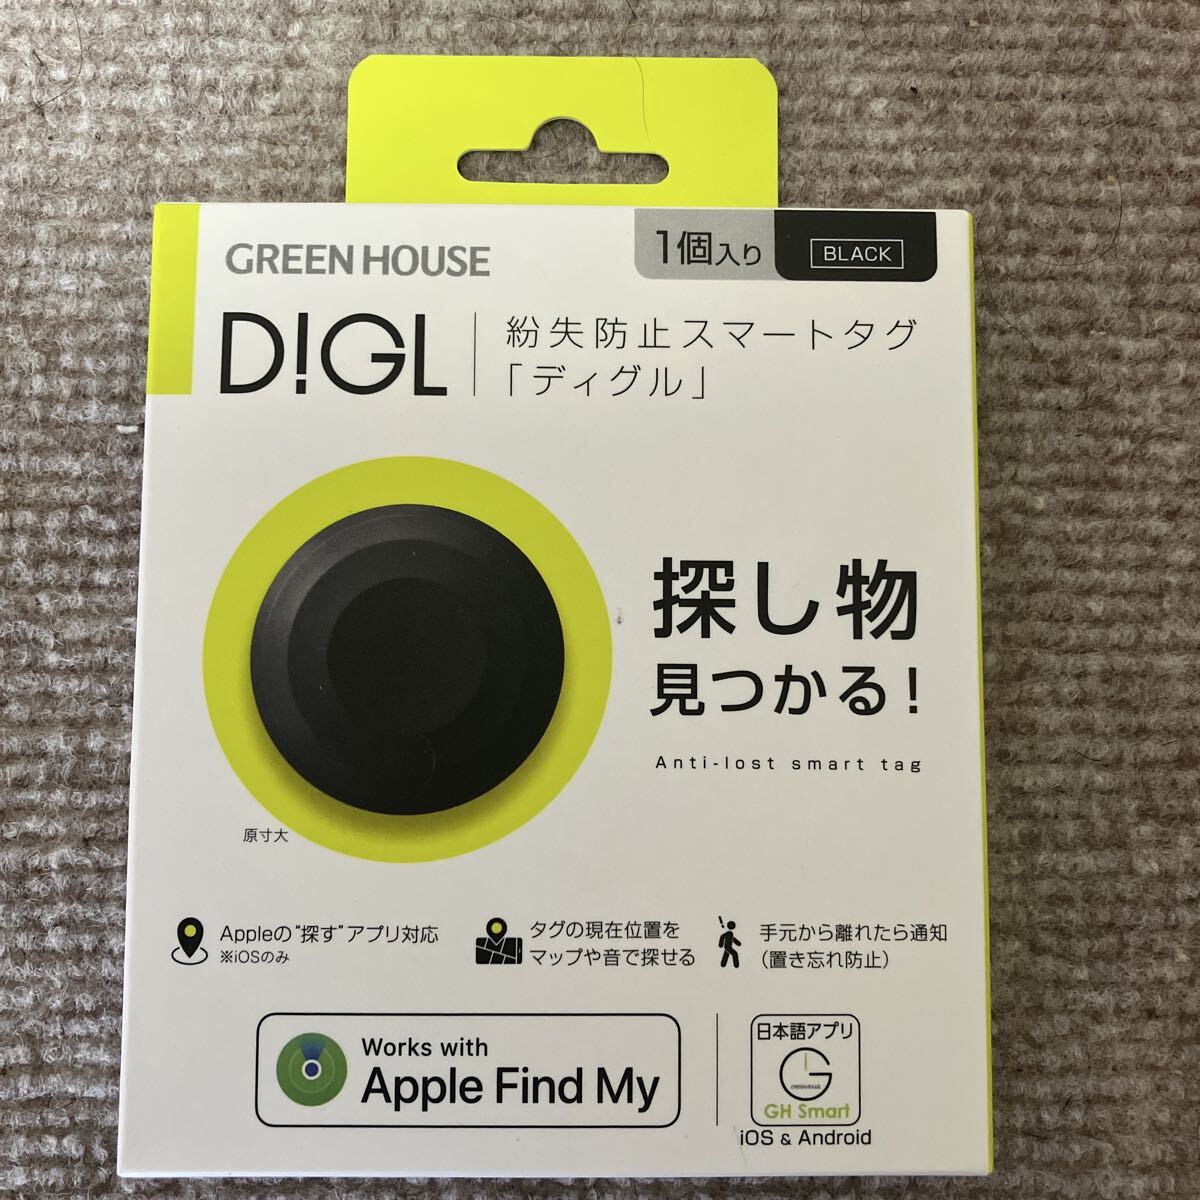 GREEN HOUSE
1個入り
BLACK
D!GL
紛失防止スマートタグ
「ディグル」
探し物
見つかる!
Anti-lost smart tag
原寸大
Appleの"探す"アプリ対応
※iOSのみ
タグの現在位置を
マップや音で探せる
手元から離れたら通知
(置き忘れ防止)
Works with
Apple Find My
日本語アプリ
G
GREEN HOUSE
GH Smart
iOS & Android